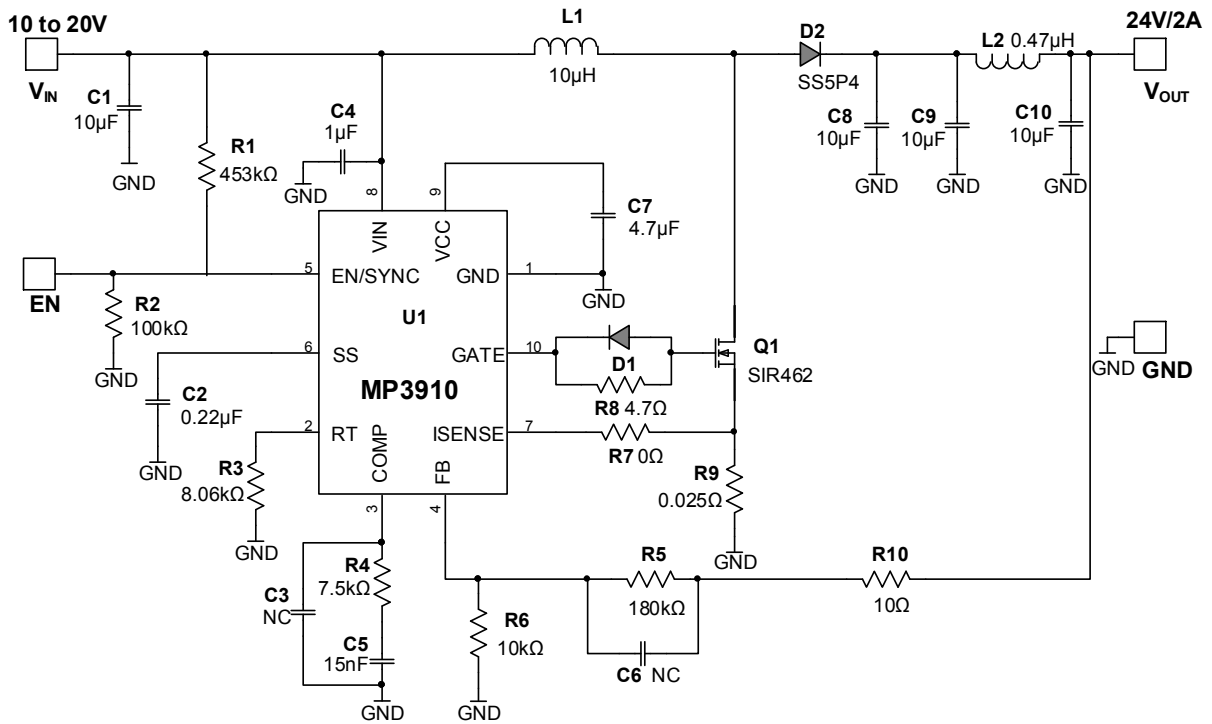 10 to 20V
VIN
C1
10µF
GND
R1
453kΩ
C4
1µF
GND
L1
10µH
D2
SS5P4
C8
10µF
GND
C9
10µF
GND
L2 0.47µH
C10
10µF
GND
24V/2A
VOUT
8
9
VIN
VCC
C7
4.7µF
GND
EN
R2
100kΩ
GND
5
EN/SYNC
GND
1
U1
6
SS
GATE
10
D1
R8 4.7Ω
Q1
SIR462
GND
GND
C2
0.22µF
GND
MP3910
2
RT
COMP
FB
ISENSE
7
R7 0Ω
R9
0.025Ω
GND
R3
8.06kΩ
GND
3
4
C3
NC
R4
7.5kΩ
C5
15nF
GND
R6
10kΩ
GND
R5
180kΩ
C6 NC
R10
10Ω